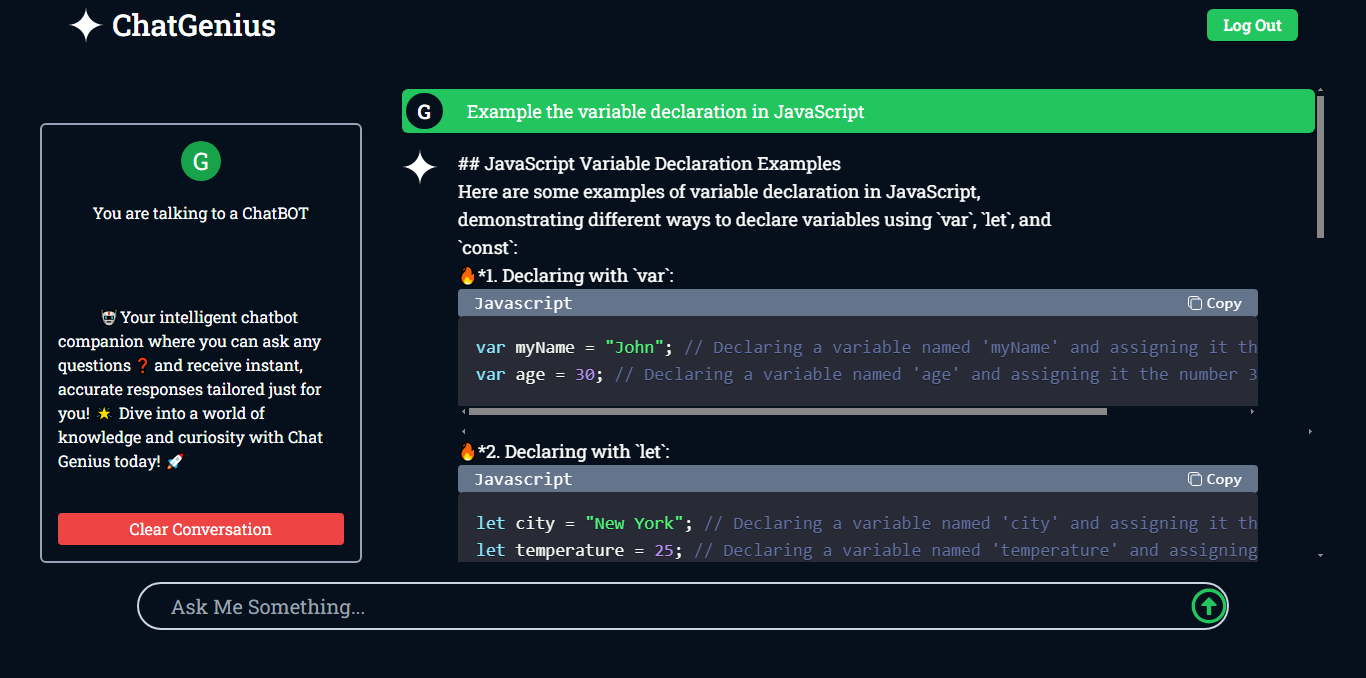 ChatGenius
Log Out
G
You are talking to a ChatBOT
🤖 Your intelligent chatbot
companion where you can ask any
questions ❓ and receive instant,
accurate responses tailored just for
you! 🌟 Dive into a world of
knowledge and curiosity with Chat
Genius today! 🚀
Clear Conversation
G Example the variable declaration in JavaScript
## JavaScript Variable Declaration Examples
Here are some examples of variable declaration in JavaScript,
demonstrating different ways to declare variables using `var`, `let`, and
`const`:
🔥*1. Declaring with `var`:
Javascript Copy
var myName = "John"; // Declaring a variable named 'myName' and assigning it th
var age = 30; // Declaring a variable named 'age' and assigning it the number 3
🔥*2. Declaring with `let`:
Javascript Copy
let city = "New York"; // Declaring a variable named 'city' and assigning it th
let temperature = 25; // Declaring a variable named 'temperature' and assigning
Ask Me Something...